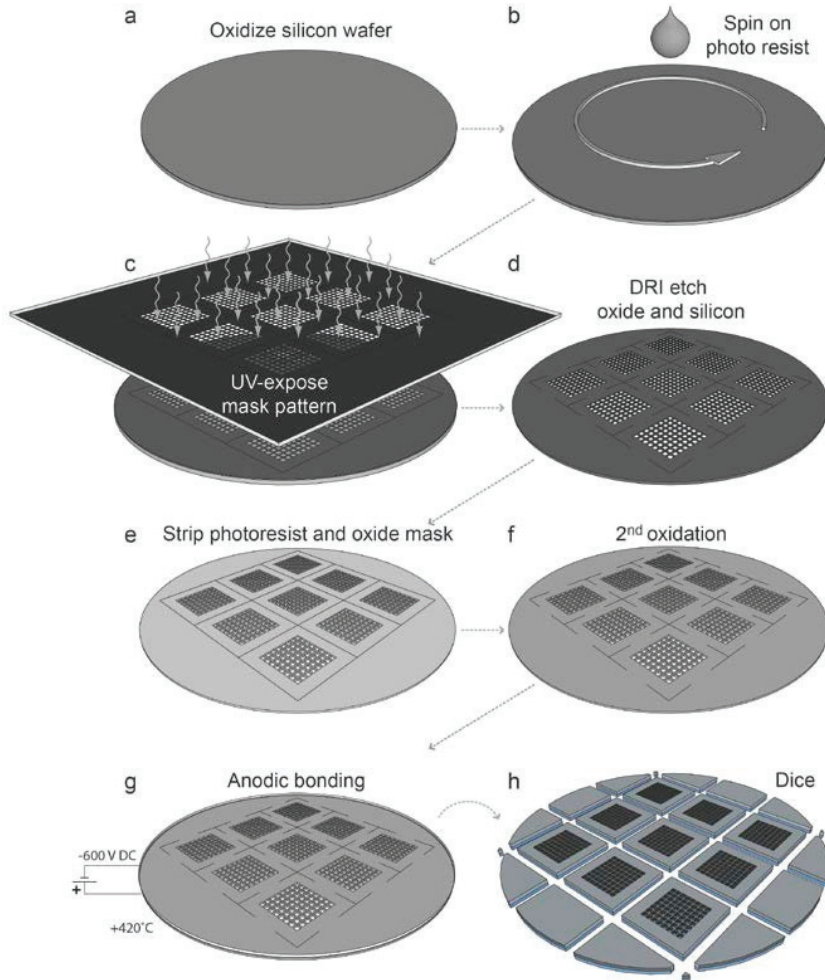 a
Oxidize silicon wafer
b
Spin on
photo resist
c
UV-expose
mask pattern
d
DRI etch
oxide and silicon
e
Strip photoresist and oxide mask
f
2nd oxidation
g
Anodic bonding
-600 V DC
+
+420°C
h
Dice